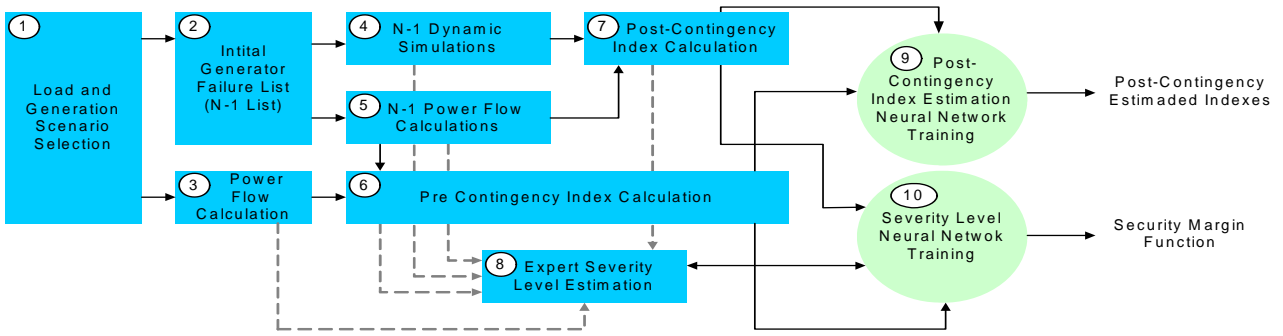 1
Load and
Generation
Scenario
Selection
2
Intital
Generator
Failure List
(N-1 List)
3
Power
Flow
Calculation
4
N-1 Dynamic
Simulations
5
N-1 Power Flow
Calculations
6
Pre Contingency Index Calculation
7
Post-Contingency
Index Calculation
8
Expert Severity
Level Estimation
9
Post-
Contingency
Index Estimation
Neural Network
Training
10
Severity Level
Neural Netwok
Training
Post-Contingency
Estimaded Indexes
Security Margin
Function